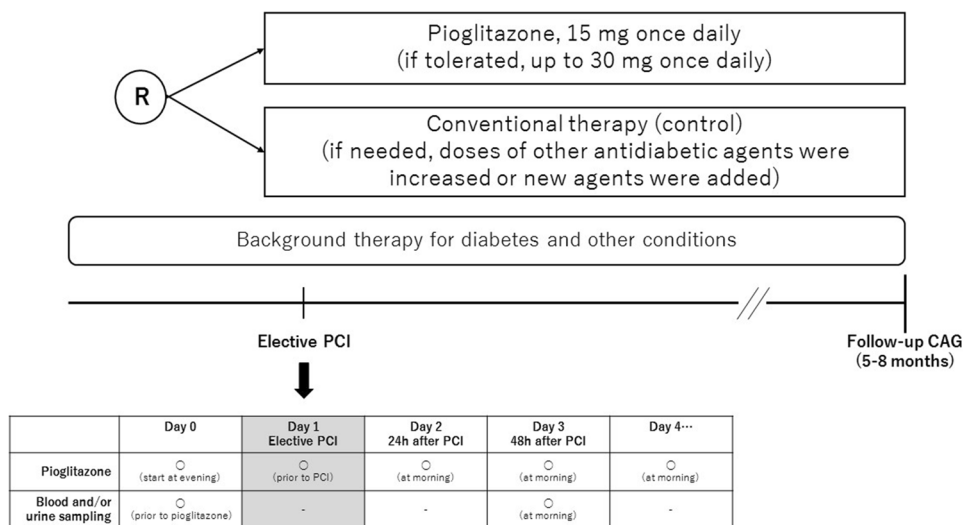 Pioglitazone, 15 mg once daily
(if tolerated, up to 30 mg once daily)
R
Conventional therapy (control)
(if needed, doses of other antidiabetic agents were
increased or new agents were added)
Background therapy for diabetes and other conditions
Elective PCI
Follow-up CAG
(5-8 months)
Day 0
Day 1
Elective PCI
Day 2
24h after PCI
Day 3
48h after PCI
Day 4⋯
Pioglitazone
○
(start at evening)
○
(prior to PCI)
○
(at morning)
○
(at morning)
○
(at morning)
Blood and/or
urine sampling
○
(prior to pioglitazone)
-
-
○
(at morning)
-